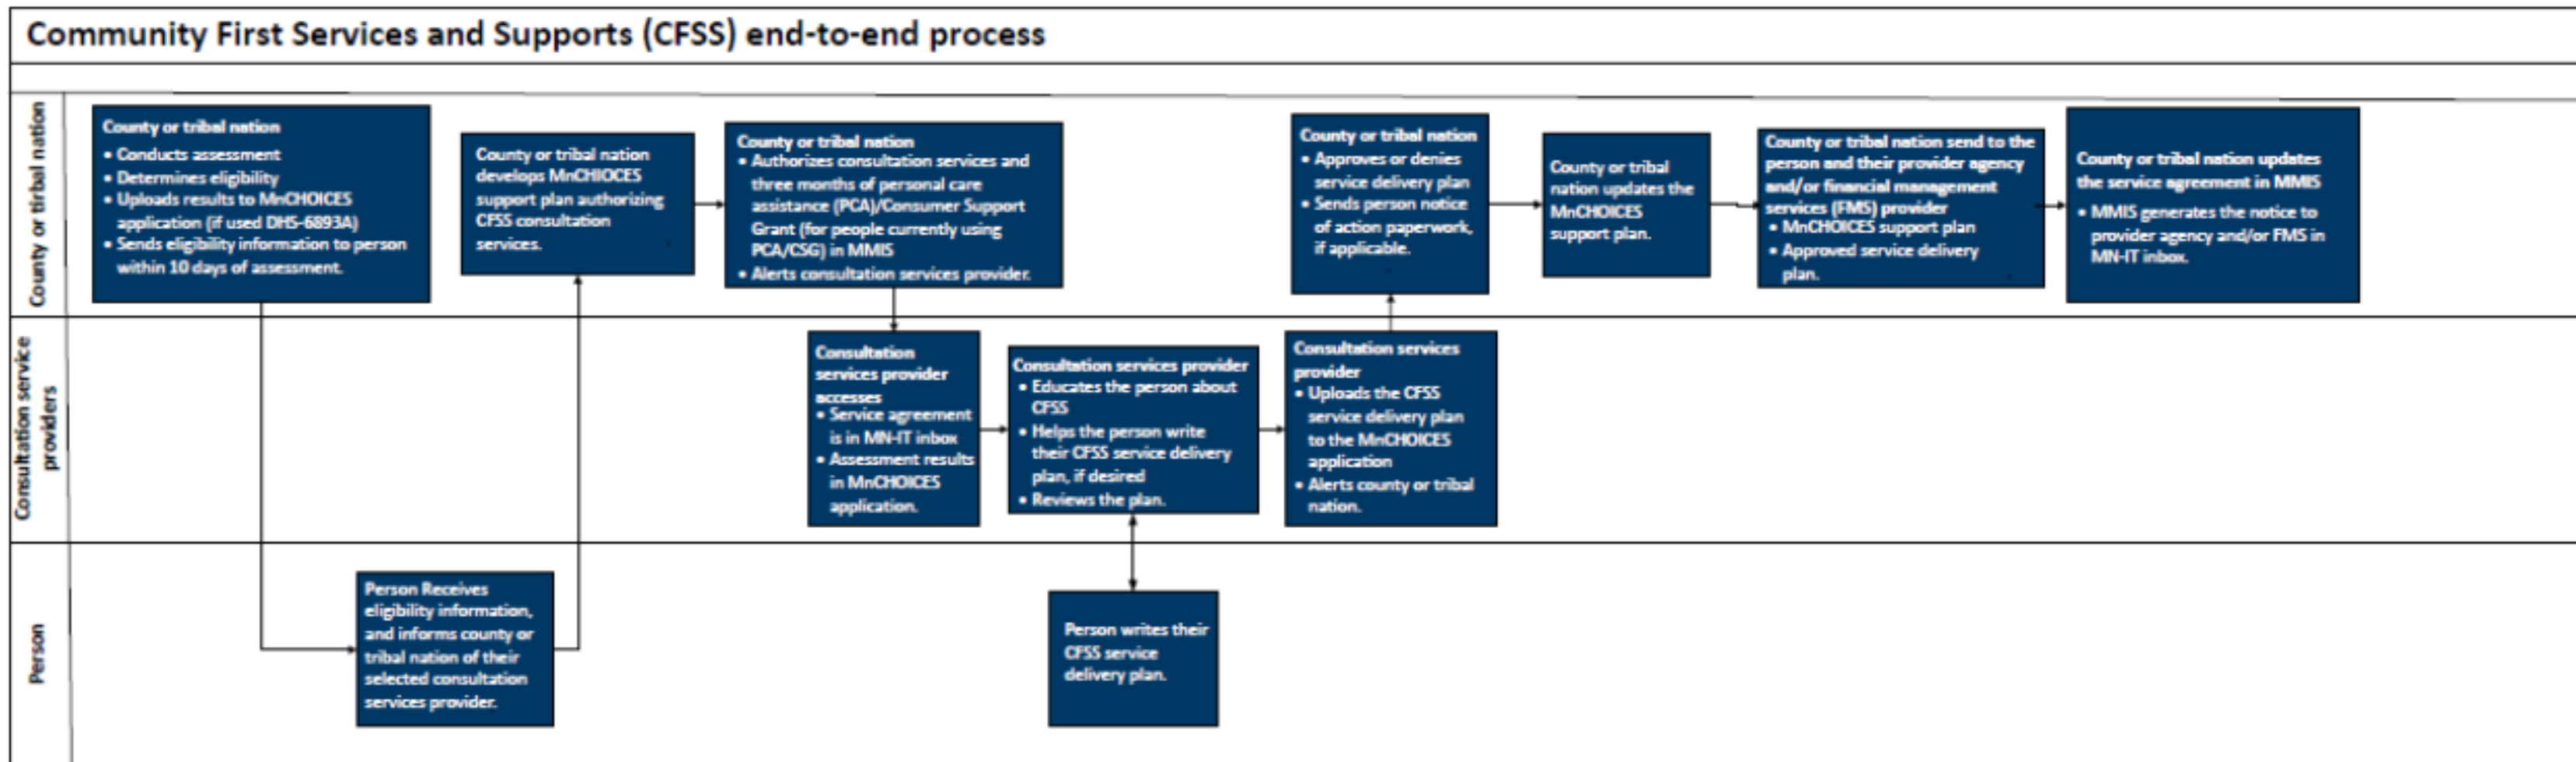 Community First Services and Supports (CFSS) end-to-end process
County or tirbal nation
County or tribal nation
• Conducts assessment
• Determines eligibility
• Uploads results to MnCHOICES
application (if used DHS-6893A)
• Sends eligibility information to person
within 10 days of assessment.
County or tribal nation
develops MnCHIOCES
support plan authorizing
CFSS consultation
services.
County or tribal nation
• Authorizes consultation services and
three months of personal care
assistance (PCA)/Consumer Support
Grant (for people currently using
PCA/CSG) in MMIS
• Alerts consultation services provider.
County or tribal nation
• Approves or denies
service delivery plan
• Sends person notice
of action paperwork,
if applicable.
County or tribal
nation updates the
MnCHOICES
support plan.
County or tribal nation send to the
person and their provider agency
and/or financial management
services (FMS) provider
• MnCHOICES support plan
• Approved service delivery
plan.
County or tribal nation updates
the service agreement in MMIS
• MMIS generates the notice to
provider agency and/or FMS in
MN-IT inbox.
Consultation service
providers
Consultation
services provider
accesses
• Service agreement
is in MN-IT inbox
• Assessment results
in MnCHOICES
application.
Consultation services provider
• Educates the person about
CFSS
• Helps the person write
their CFSS service delivery
plan, if desired
• Reviews the plan.
Consultation services
provider
• Uploads the CFSS
service delivery plan
to the MnCHOICES
application
• Alerts county or tribal
nation.
Person
Person Receives
eligibility information,
and informs county or
tribal nation of their
selected consultation
services provider.
Person writes their
CFSS service
delivery plan.